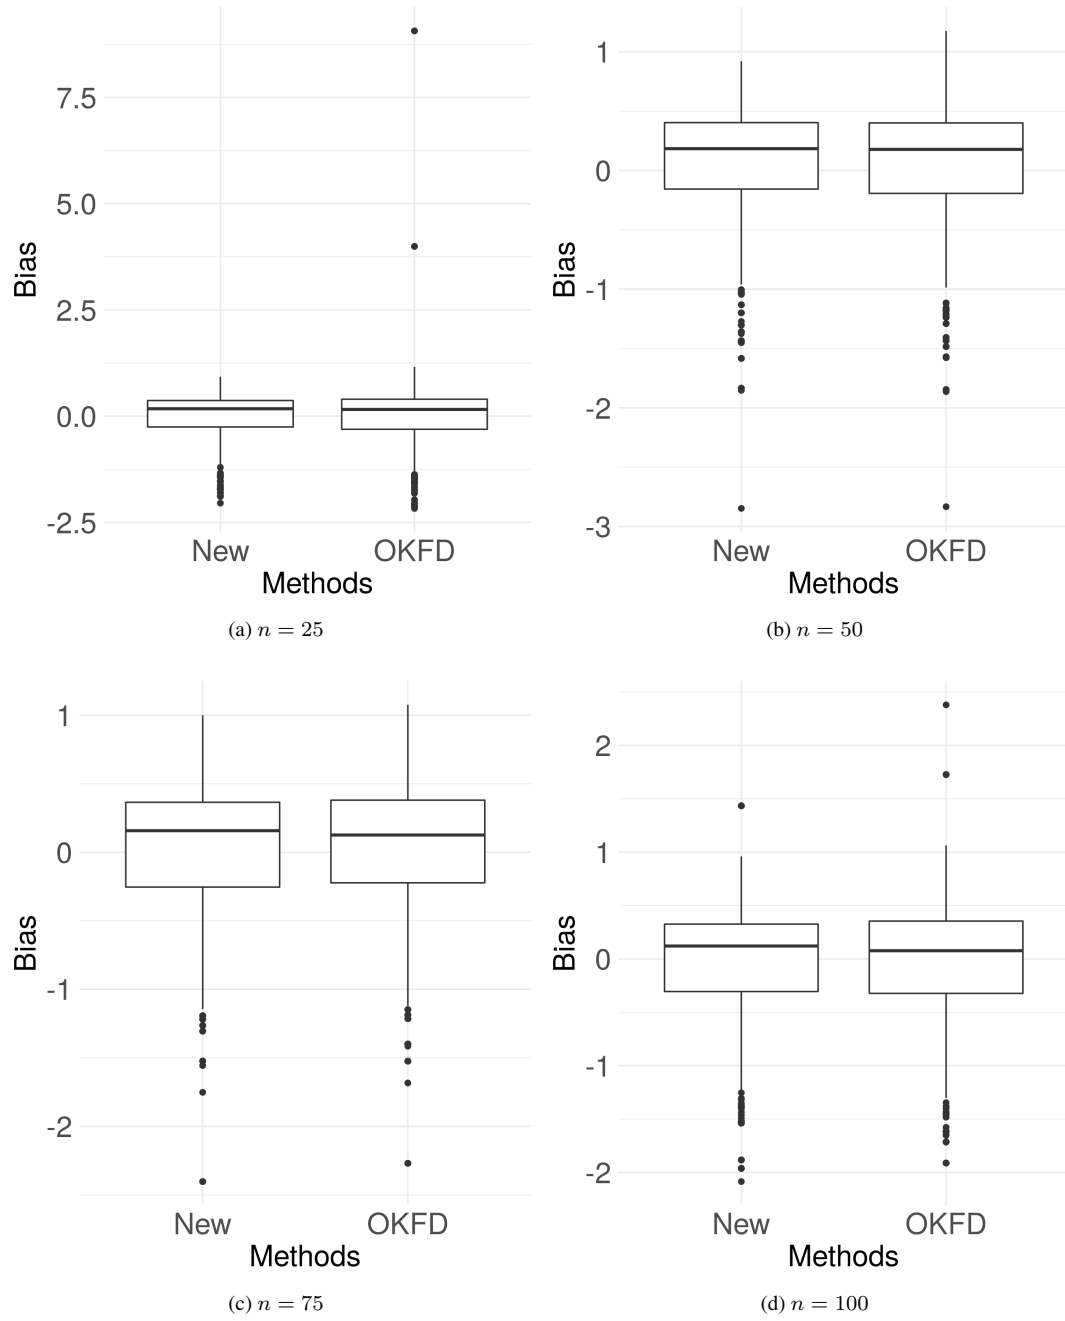 7.5
5.0
2.5
0.0
-2.5
Bias
New OKFD
Methods
(a) n = 25
1
0
-1
-2
-3
Bias
New OKFD
Methods
(b) n = 50
1
0
-1
-2
Bias
New OKFD
Methods
(c) n = 75
2
1
0
-1
-2
Bias
New OKFD
Methods
(d) n = 100